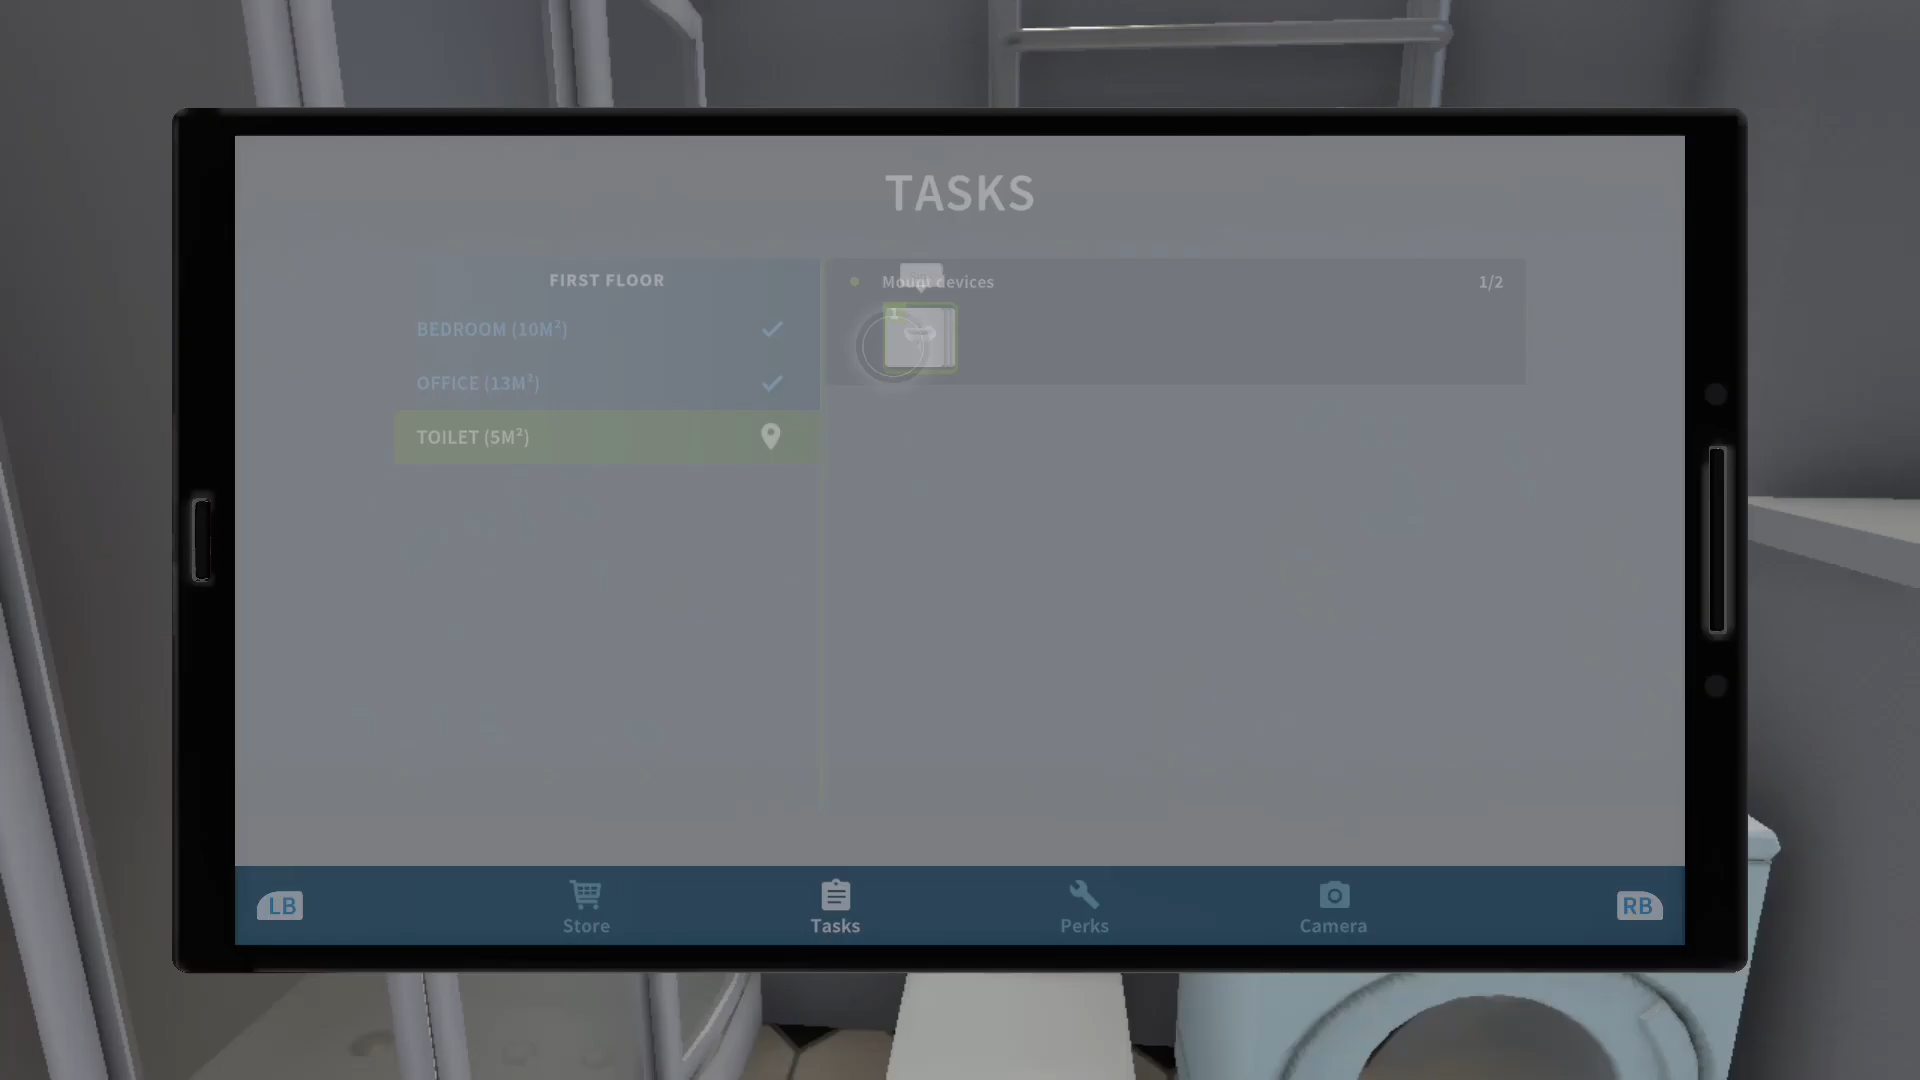 TASKS
FIRST FLOOR
BEDROOM (10M²)
OFFICE (13M²)
TOILET (5M²)
Mount devices
1/2
1
LB
Store
Tasks
Perks
Camera
RB